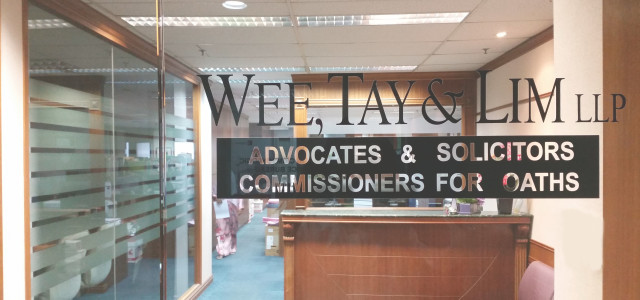 WEE, TAY & LIM LLP
ADVOCATES & SOLICITORS
COMMISSIONERS FOR OATHS